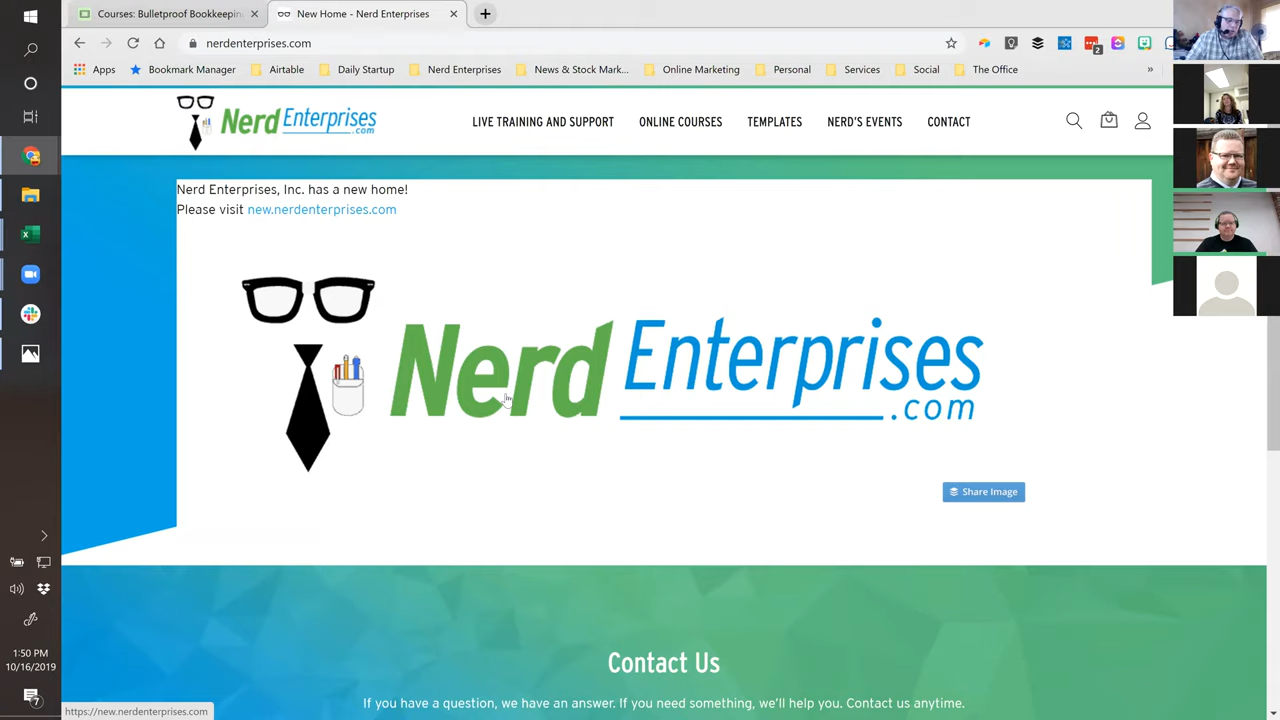 Courses: Bulletproof Bookkeepin
New Home - Nerd Enterprises
nerdenterprises.com
2
Apps
Bookmark Manager
Airtable
Daily Startup
Nerd Enterprises
News & Stock Mark...
Online Marketing
Personal
Services
Social
The Office
»
Nerd Enterprises
.com
LIVE TRAINING AND SUPPORT
ONLINE COURSES
TEMPLATES
NERD'S EVENTS
CONTACT
Nerd Enterprises, Inc. has a new home!
Please visit new.nerdenterprises.com
Nerd Enterprises
.com
Share Image
Contact Us
If you have a question, we have an answer. If you need something, we'll help you. Contact us anytime.
1:50 PM
10/16/2019
7
https://new.nerdenterprises.com